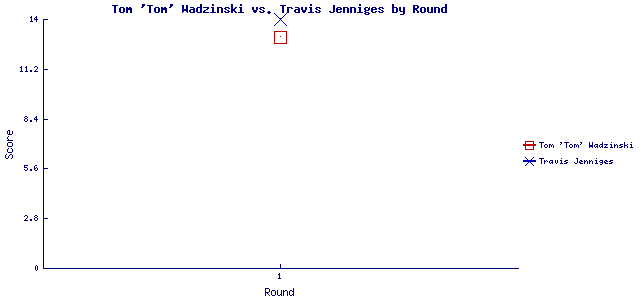 Tom 'Tom' Wadzinski vs. Travis Jenniges by Round
14
11.2
8.4
5.6
2.8
0
Score
1
Round
Tom 'Tom' Wadzinski
Travis Jenniges